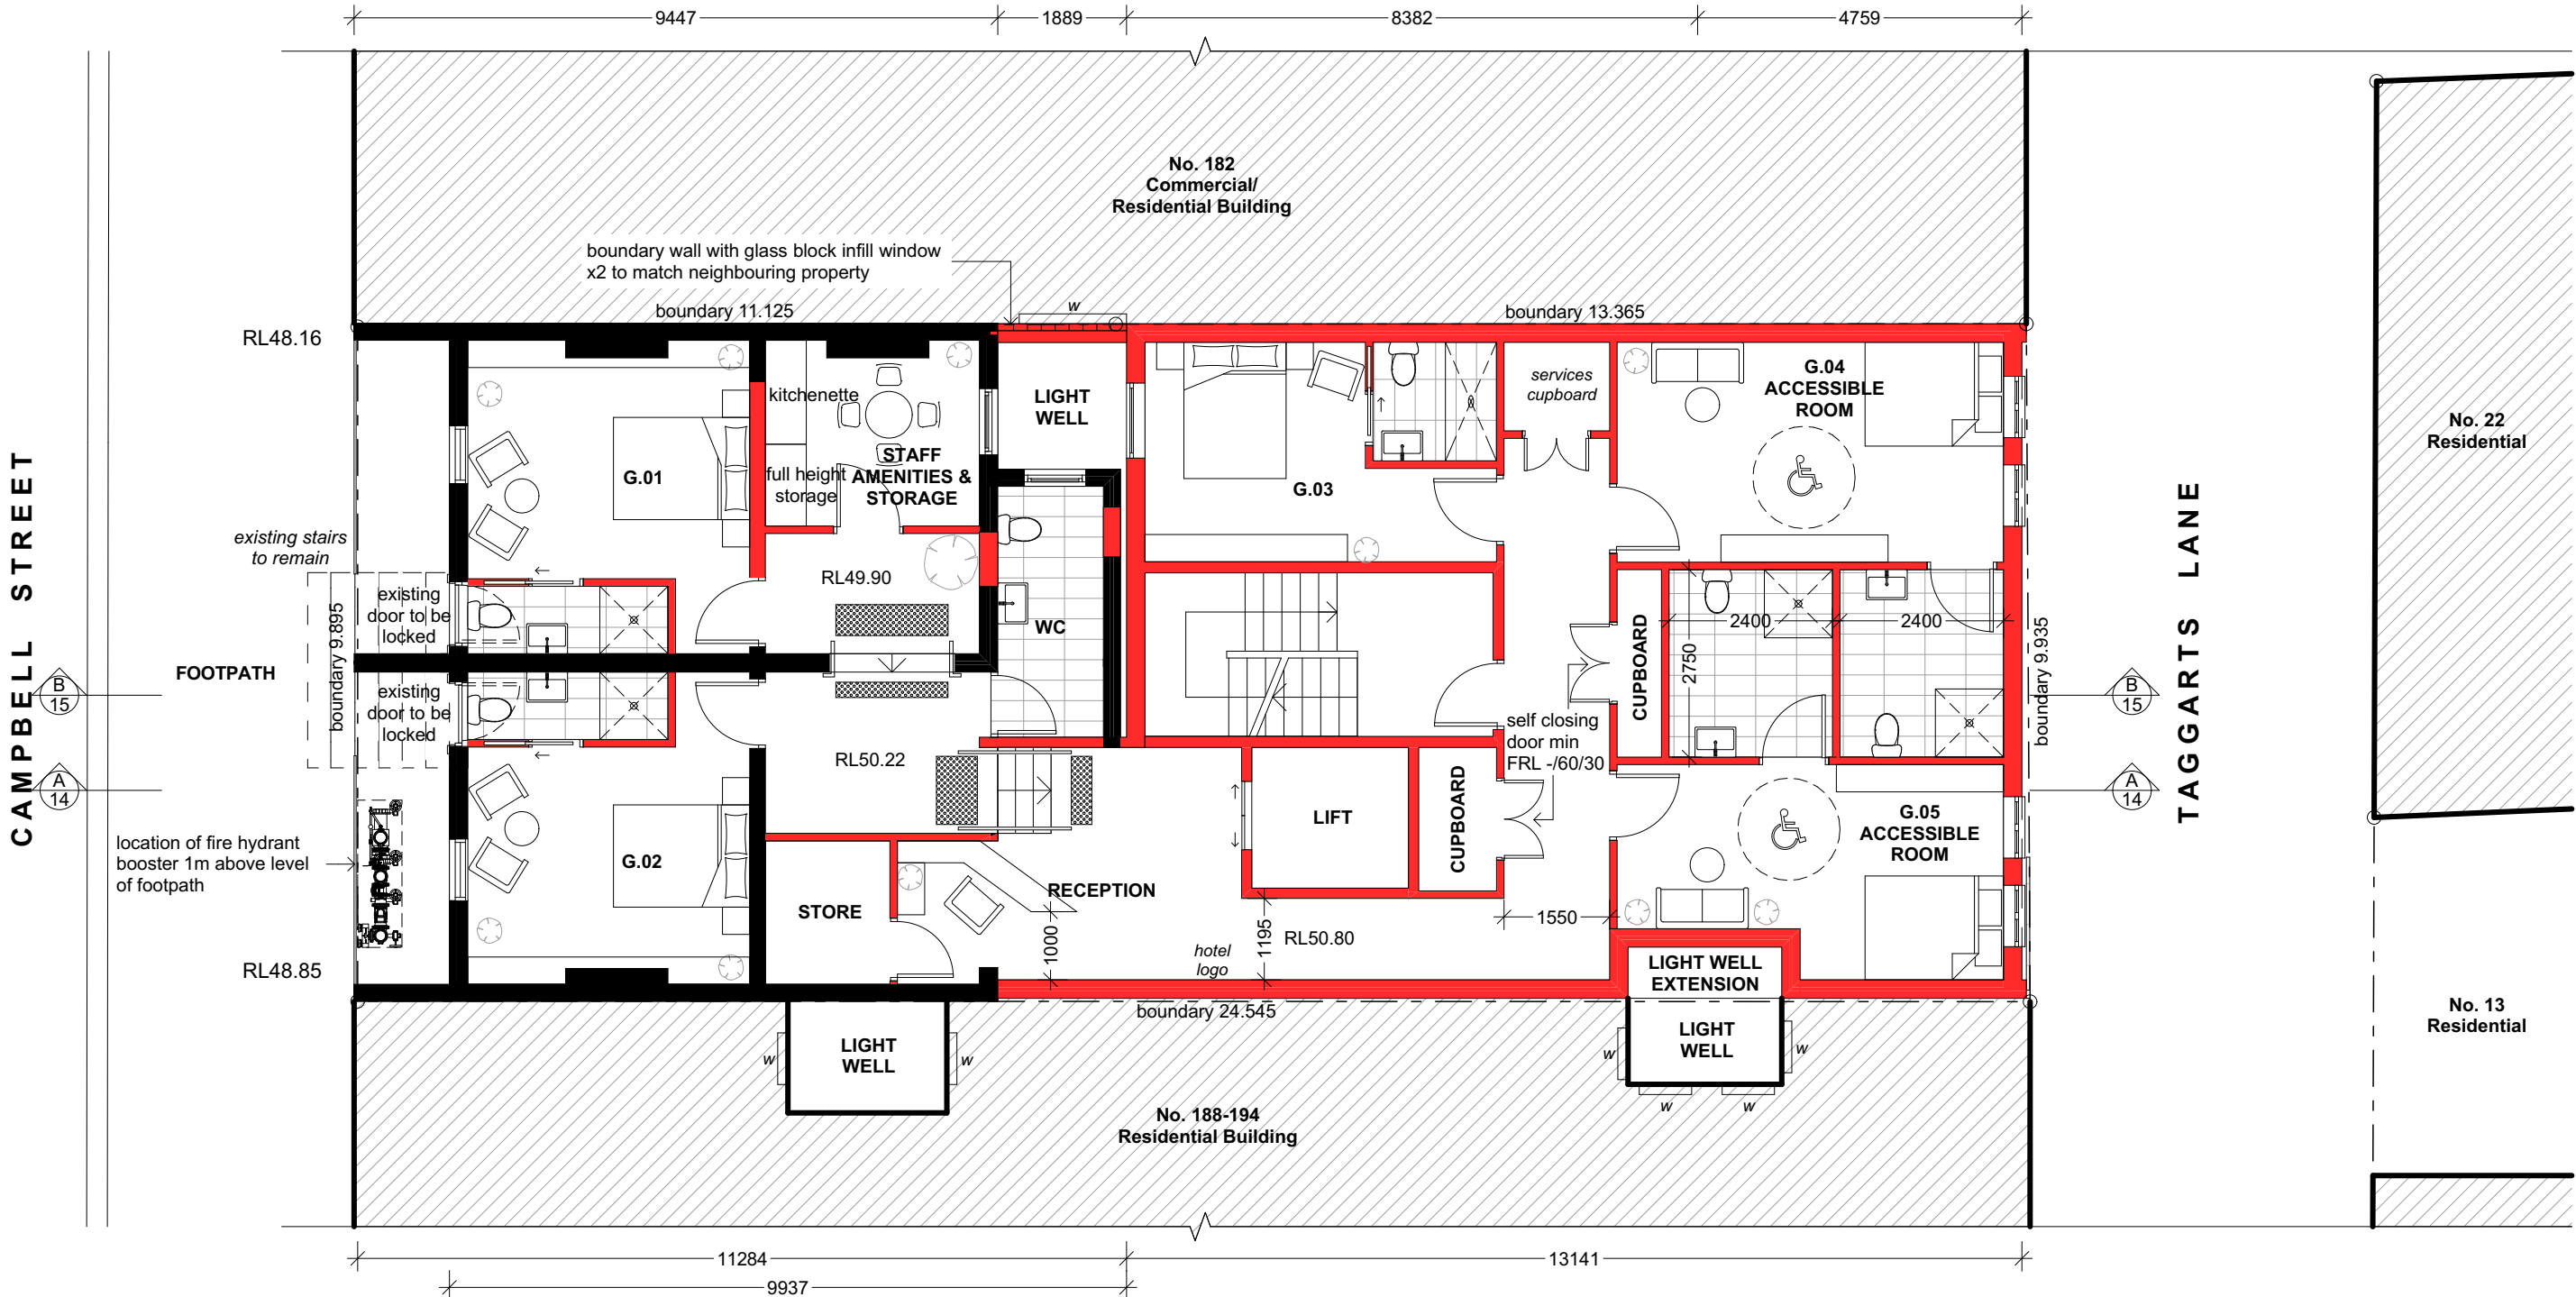 9447
1889
8382
4759
No. 182
Commercial/
Residential Building
boundary wall with glass block infill window
x2 to match neighbouring property
boundary 11.125
w
boundary 13.365
RL48.16
kitchenette
full height
storage
STAFF
AMENITIES &
STORAGE
LIGHT
WELL
services
cupboard
G.04
ACCESSIBLE
ROOM
No. 22
Residential
G.01
G.03
CAMPBELL STREET
TAGGARTS LANE
existing stairs
to remain
RL49.90
existing
door to be
locked
boundary 9.895
WC
CUPBOARD
2400
2400
2750
boundary 9.935
FOOTPATH
B
15
existing
door to be
locked
B
15
self closing
door min
FRL -/60/30
RL50.22
A
14
A
14
LIFT
CUPBOARD
G.05
ACCESSIBLE
ROOM
location of fire hydrant
booster 1m above level
of footpath
G.02
RECEPTION
STORE
1550
1000
1195
RL50.80
hotel
logo
LIGHT WELL
EXTENSION
RL48.85
boundary 24.545
No. 13
Residential
LIGHT
WELL
w
w
LIGHT
WELL
w
w
w
w
No. 188-194
Residential Building
11284
13141
9937